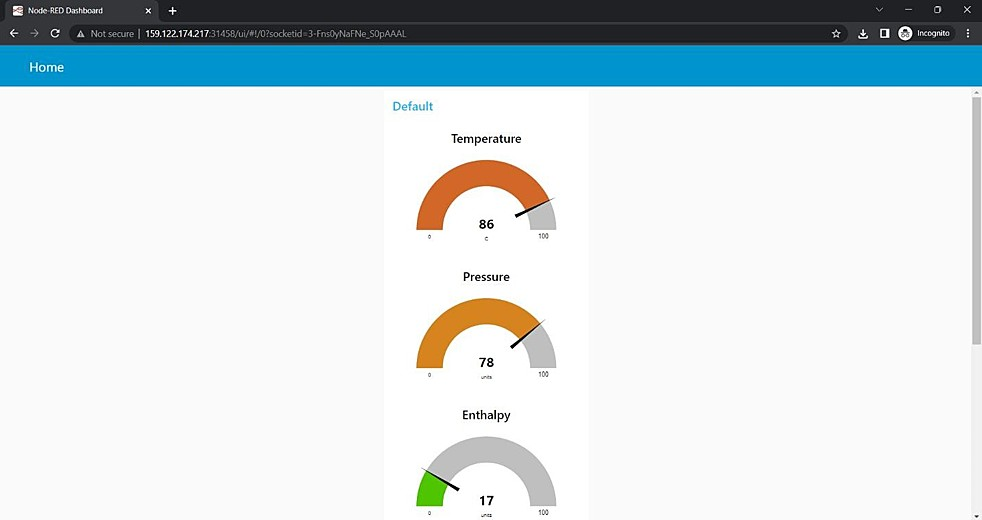 Node-RED Dashboard
Not secure | 159.122.174.217:31458/ui/#!/0?socketid=3-Fns0yNaFNe_S0pAAAL
Incognito
Home
Default
Temperature
86
C
0 100
Pressure
78
units
0 100
Enthalpy
17
units
0 100